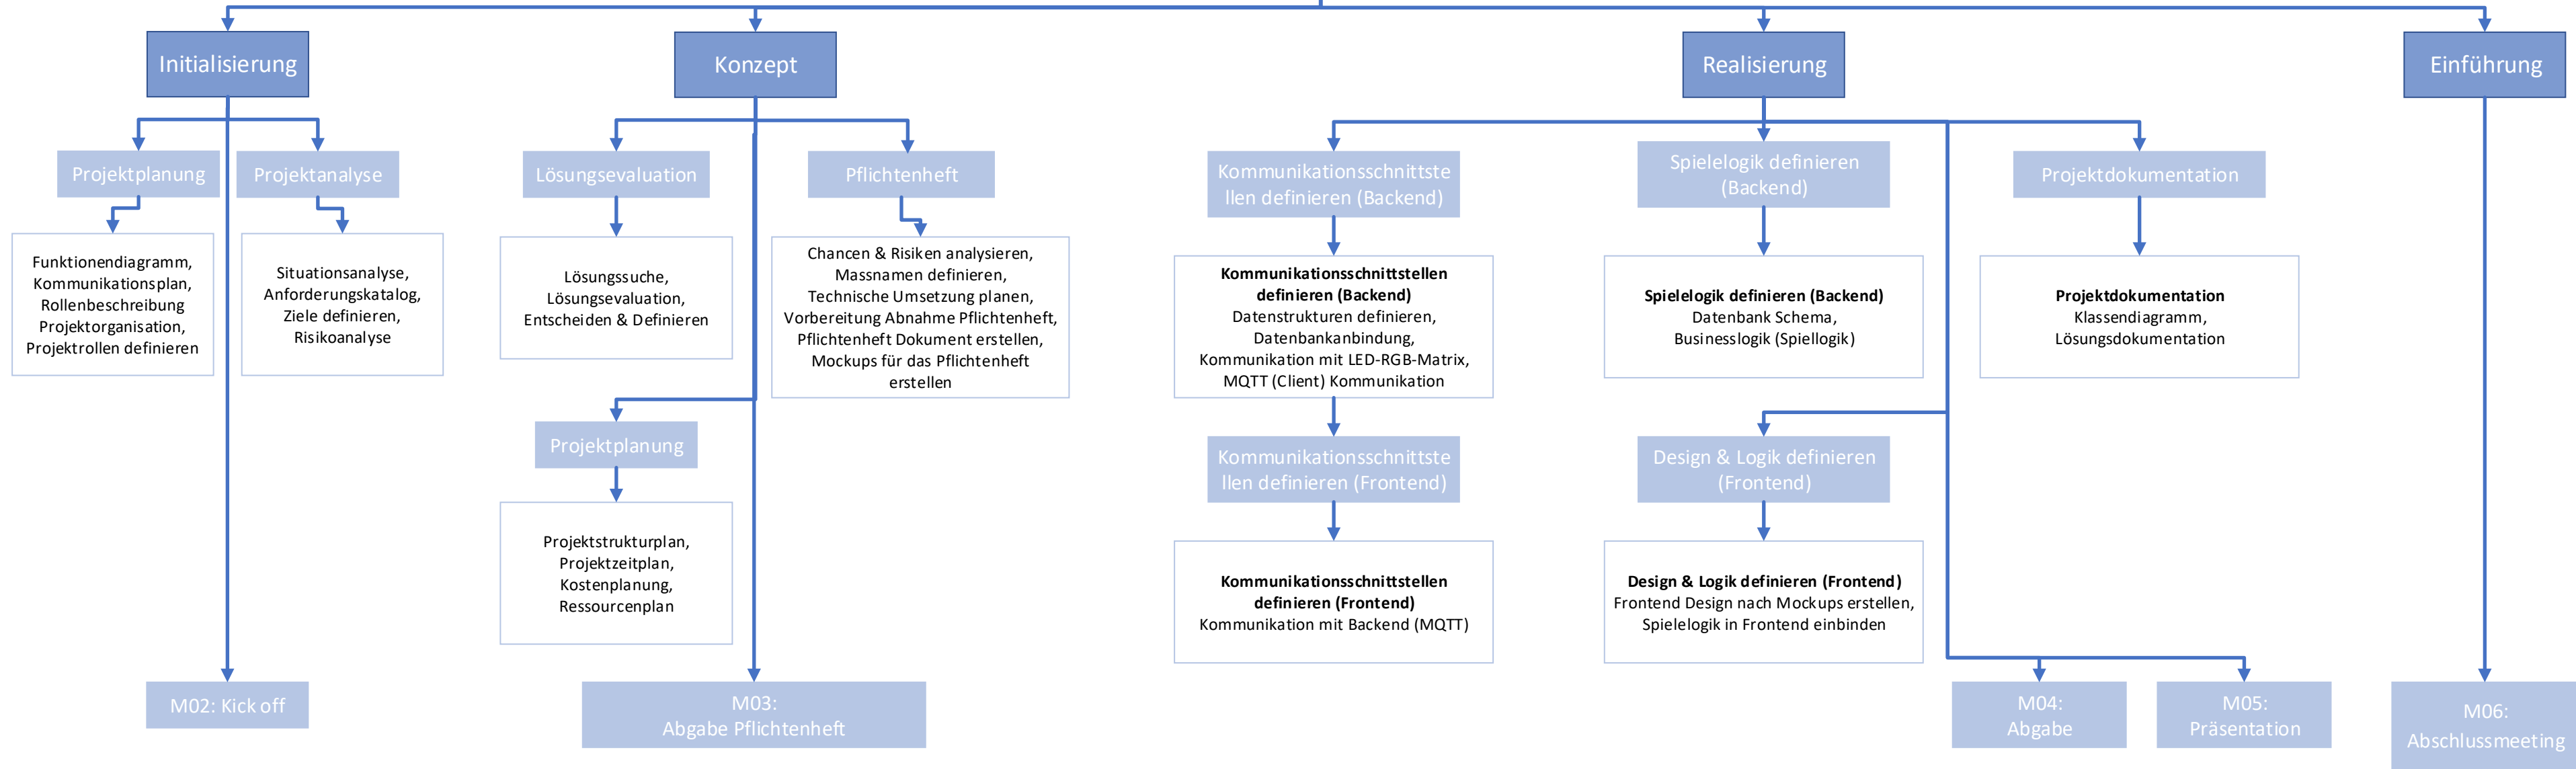 Initialisierung
Konzept
Realisierung
Einführung
Projektplanung
Projektanalyse
Funktionendiagramm,
Kommunikationsplan,
Rollenbeschreibung
Projektorganisation,
Projektrollen definieren
Situationsanalyse,
Anforderungskatalog,
Ziele definieren,
Risikoanalyse
M02: Kick off
Lösungsevaluation
Pflichtenheft
Lösungssuche,
Lösungsevaluation,
Entscheiden & Definieren
Chancen & Risiken analysieren,
Massnamen definieren,
Technische Umsetzung planen,
Vorbereitung Abnahme Pflichtenheft,
Pflichtenheft Dokument erstellen,
Mockups für das Pflichtenheft
erstellen
Projektplanung
Projektstrukturplan,
Projektzeitplan,
Kostenplanung,
Ressourcenplan
M03:
Abgabe Pflichtenheft
Kommunikationsschnittste
llen definieren (Backend)
Kommunikationsschnittstellen
definieren (Backend)
Datenstrukturen definieren,
Datenbankanbindung,
Kommunikation mit LED-RGB-Matrix,
MQTT (Client) Kommunikation
Kommunikationsschnittste
llen definieren (Frontend)
Kommunikationsschnittstellen
definieren (Frontend)
Kommunikation mit Backend (MQTT)
Spielelogik definieren
(Backend)
Spielelogik definieren (Backend)
Datenbank Schema,
Businesslogik (Spiellogik)
Design & Logik definieren
(Frontend)
Design & Logik definieren (Frontend)
Frontend Design nach Mockups erstellen,
Spielelogik in Frontend einbinden
Projektdokumentation
Projektdokumentation
Klassendiagramm,
Lösungsdokumentation
M04:
Abgabe
M05:
Präsentation
M06:
Abschlussmeeting